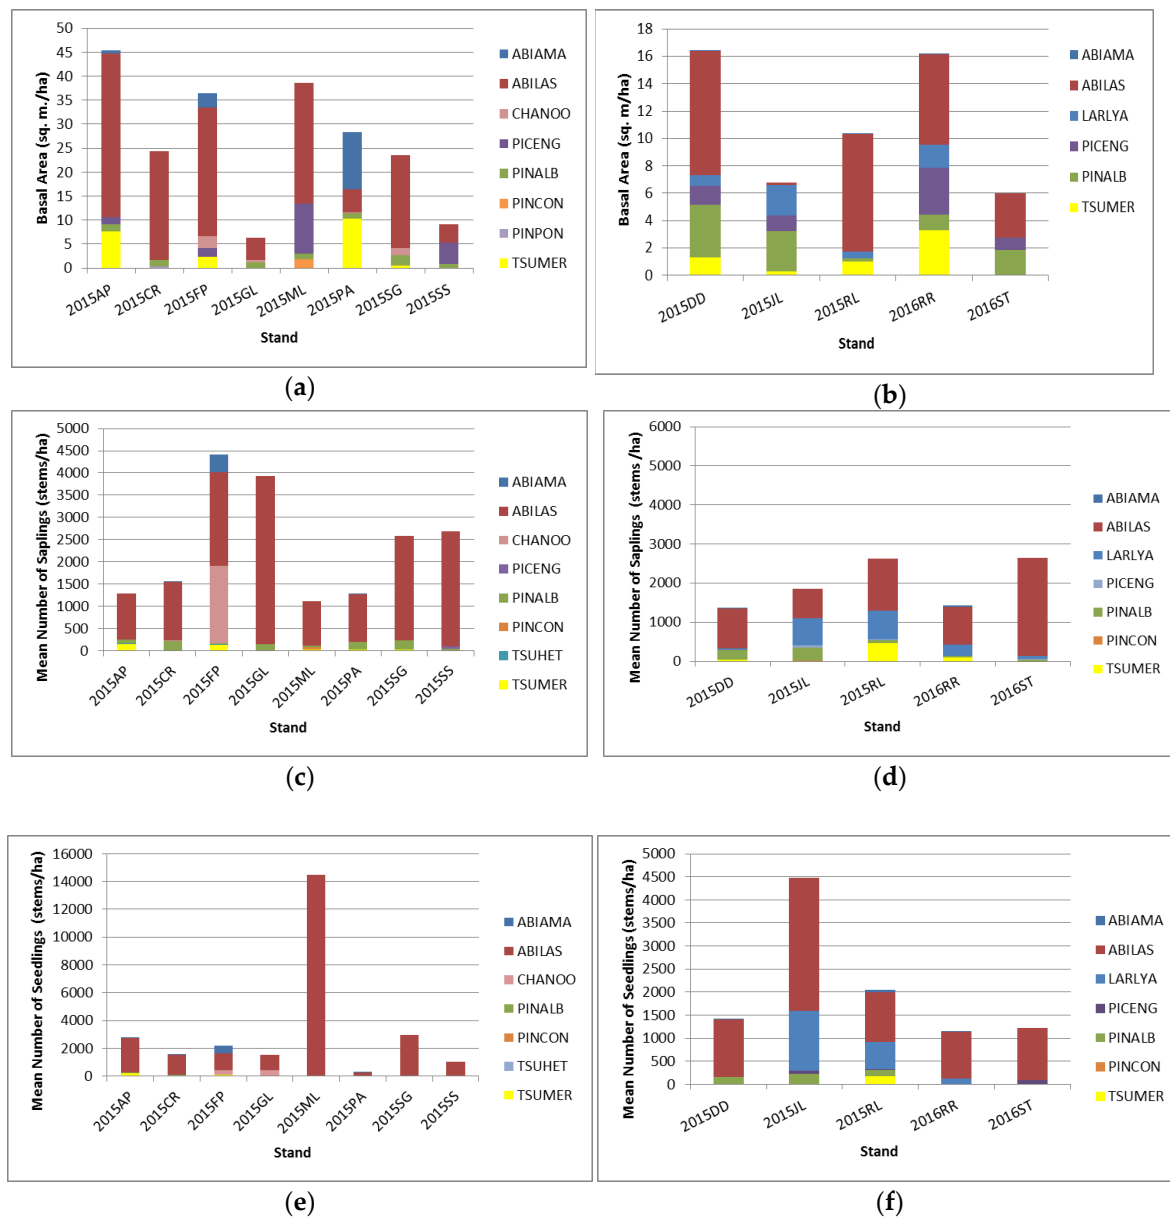 Basal Area (sq. m./ha)
50
45
40
35
30
25
20
15
10
5
0
2015AP
2015CR
2015FP
2015GL
2015ML
2015PA
2015SG
2015SS
Stand
ABIAMA
ABILAS
CHANOO
PICENG
PINALB
PINCON
PINPON
TSUMER
(a)
Basal Area (sq. m/ha)
18
16
14
12
10
8
6
4
2
0
2015DD
2015JL
2015RL
2016RR
2016ST
Stand
ABIAMA
ABILAS
LARLYA
PICENG
PINALB
TSUMER
(b)
Mean Number of Saplings (stems/ha)
5000
4500
4000
3500
3000
2500
2000
1500
1000
500
0
2015AP
2015CR
2015FP
2015GL
2015ML
2015PA
2015SG
2015SS
Stand
ABIAMA
ABILAS
CHANOO
PICENG
PINALB
PINCON
TSUHET
TSUMER
(c)
Mean Number of Saplings (stems /ha)
6000
5000
4000
3000
2000
1000
0
2015DD
2015JL
2015RL
2016RR
2016ST
Stand
ABIAMA
ABILAS
LARLYA
PICENG
PINALB
PINCON
TSUMER
(d)
Mean Number of Seedlings (stems/ha)
16000
14000
12000
10000
8000
6000
4000
2000
0
2015AP
2015CR
2015FP
2015GL
2015ML
2015PA
2015SG
2015SS
Stand
ABIAMA
ABILAS
CHANOO
PINALB
PINCON
TSUHET
TSUMER
(e)
Mean Number of Seedlings (stems/ha)
5000
4500
4000
3500
3000
2500
2000
1500
1000
500
0
2015DD
2015JL
2015RL
2016RR
2016ST
Stand
ABIAMA
ABILAS
LARLYA
PICENG
PINALB
PINCON
TSUMER
(f)